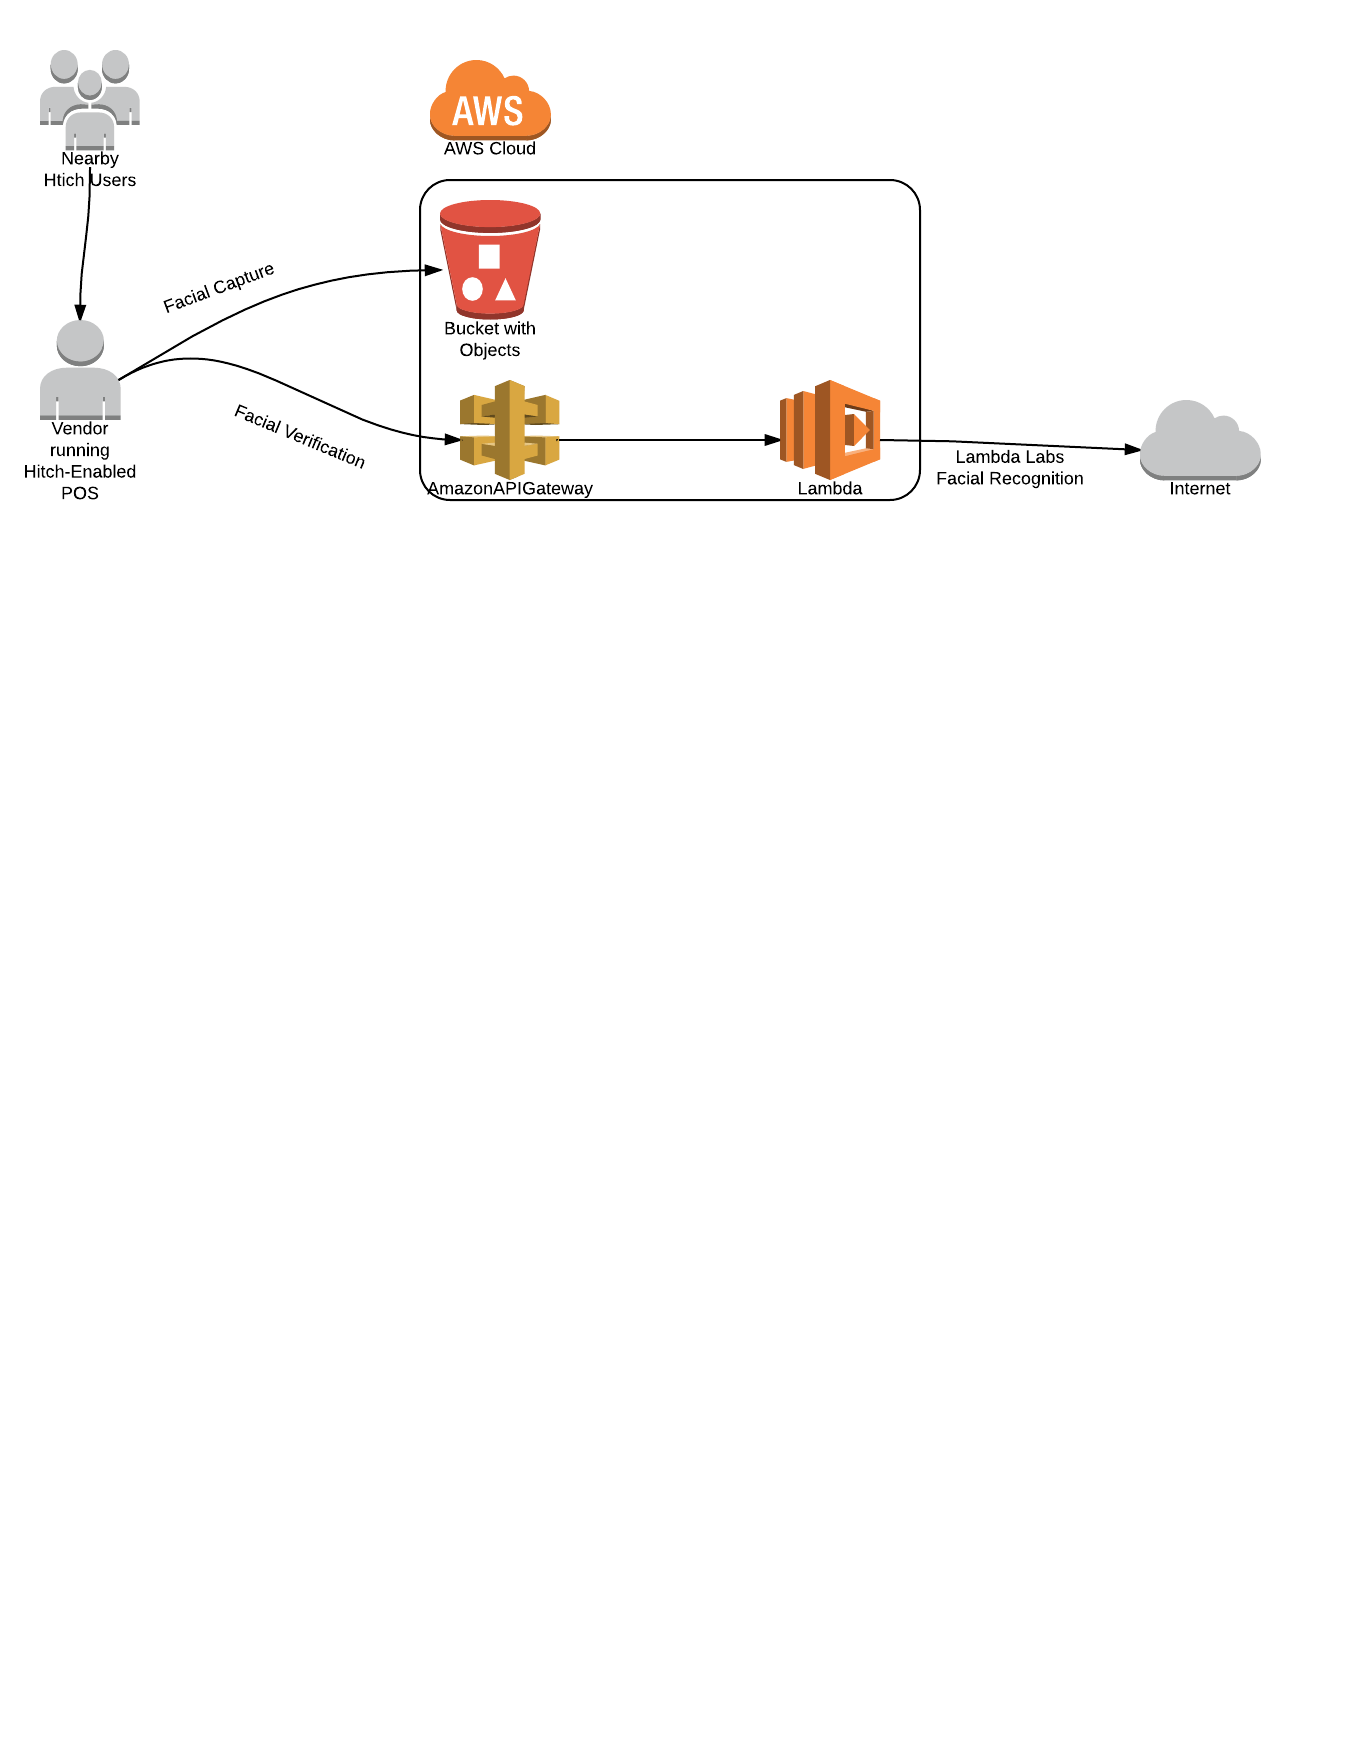 Nearby
Htich Users
AWS
AWS Cloud
Facial Capture
Bucket with
Objects
Vendor
running
Hitch-Enabled
POS
Facial Verification
AmazonAPIGateway
Lambda
Lambda Labs
Facial Recognition
Internet